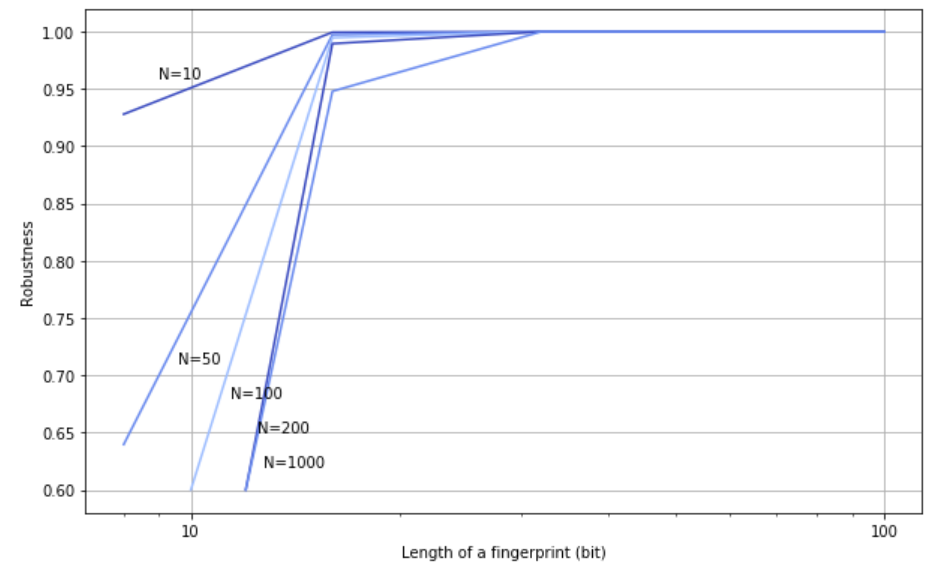 1.00
0.95
0.90
0.85
0.80
0.75
0.70
0.65
0.60
Robustness
N=10
N=50
N=100
N=200
N=1000
10
100
Length of a fingerprint (bit)